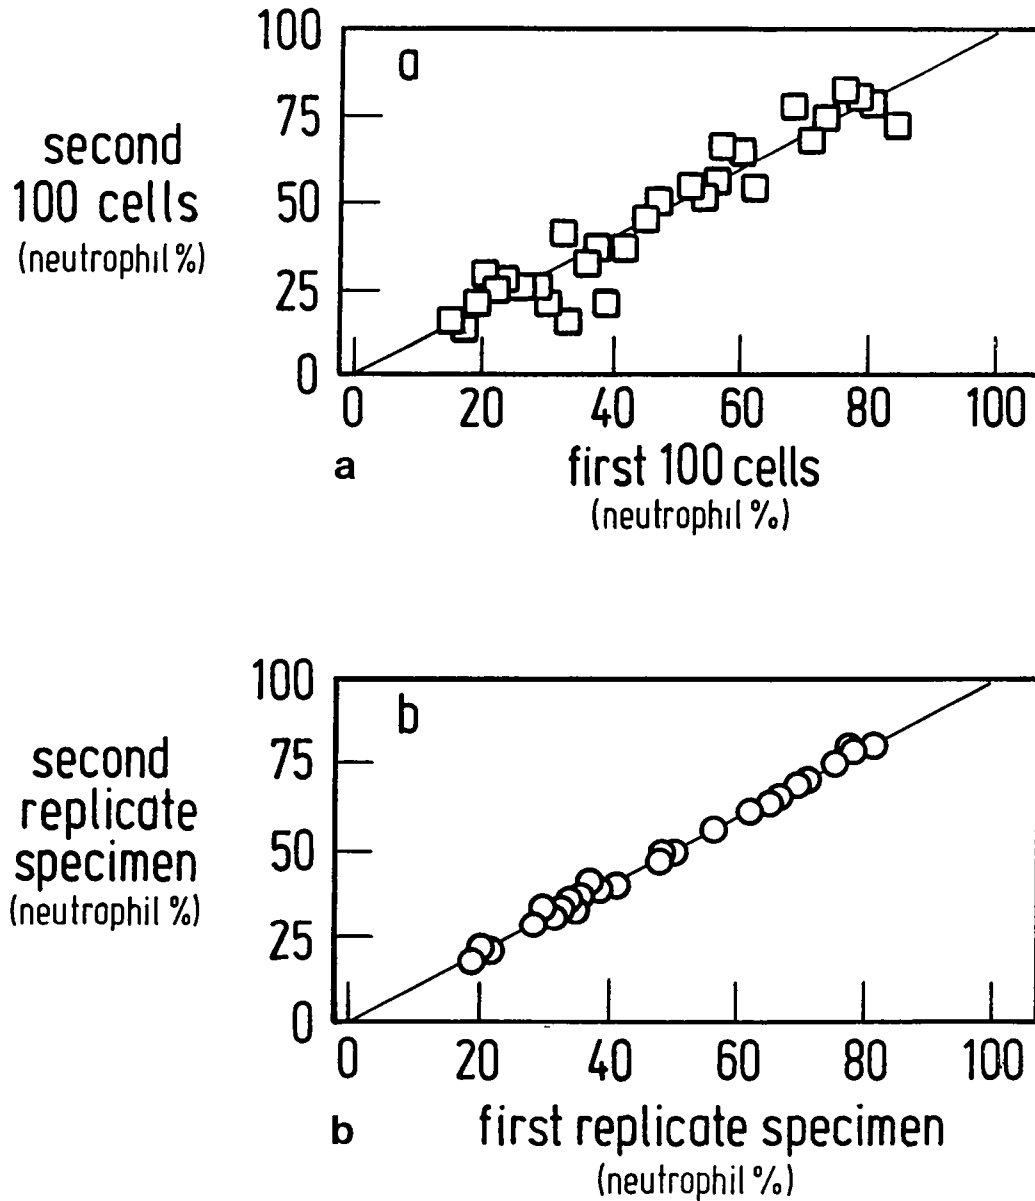 100
75
50
25
0
a
second
100 cells
(neutrophil %)
0 20 40 60 80 100
a
first 100 cells
(neutrophil %)
100
75
50
25
0
b
second
replicate
specimen
(neutrophil %)
0 20 40 60 80 100
b
first replicate specimen
(neutrophil %)